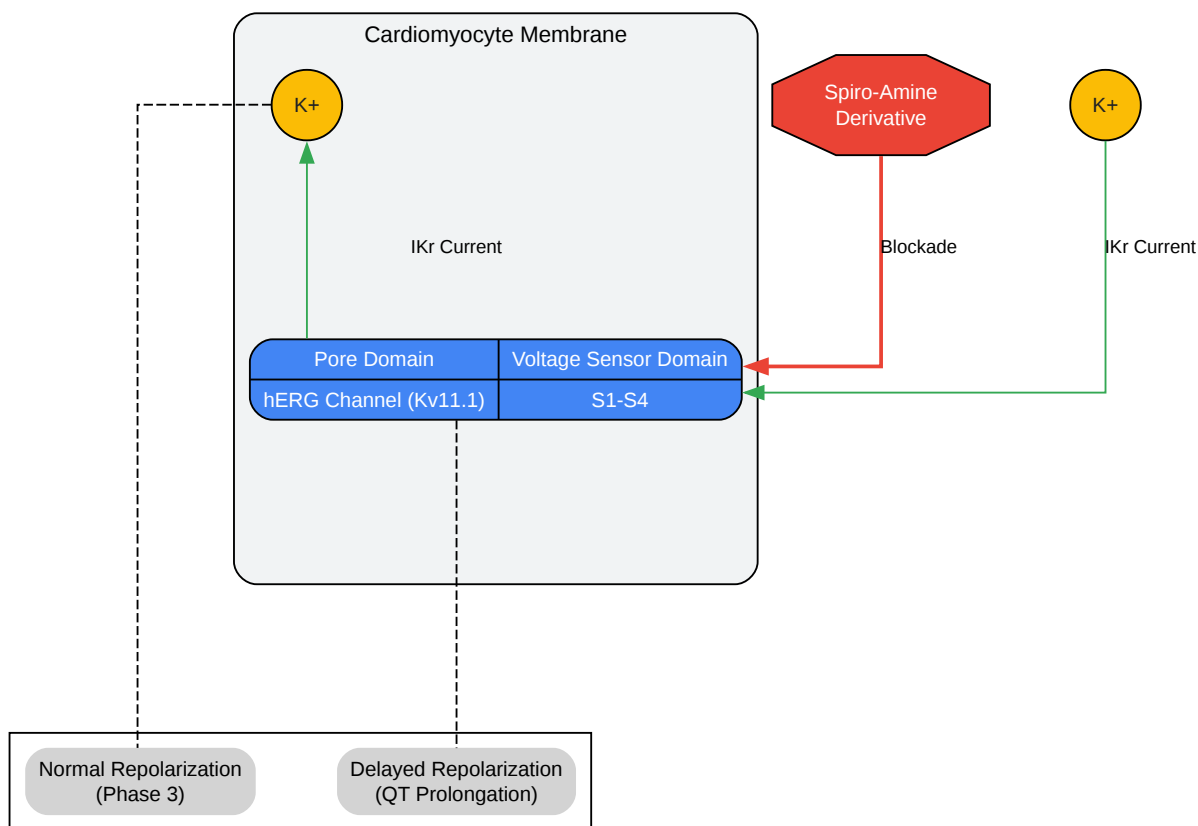 Cardiomyocyte Membrane
K+
Spiro-Amine
Derivative
K+
IKr Current
Blockade
IKr Current
Pore Domain
Voltage Sensor Domain
hERG Channel (Kv11.1)
S1-S4
Normal Repolarization
(Phase 3)
Delayed Repolarization
(QT Prolongation)